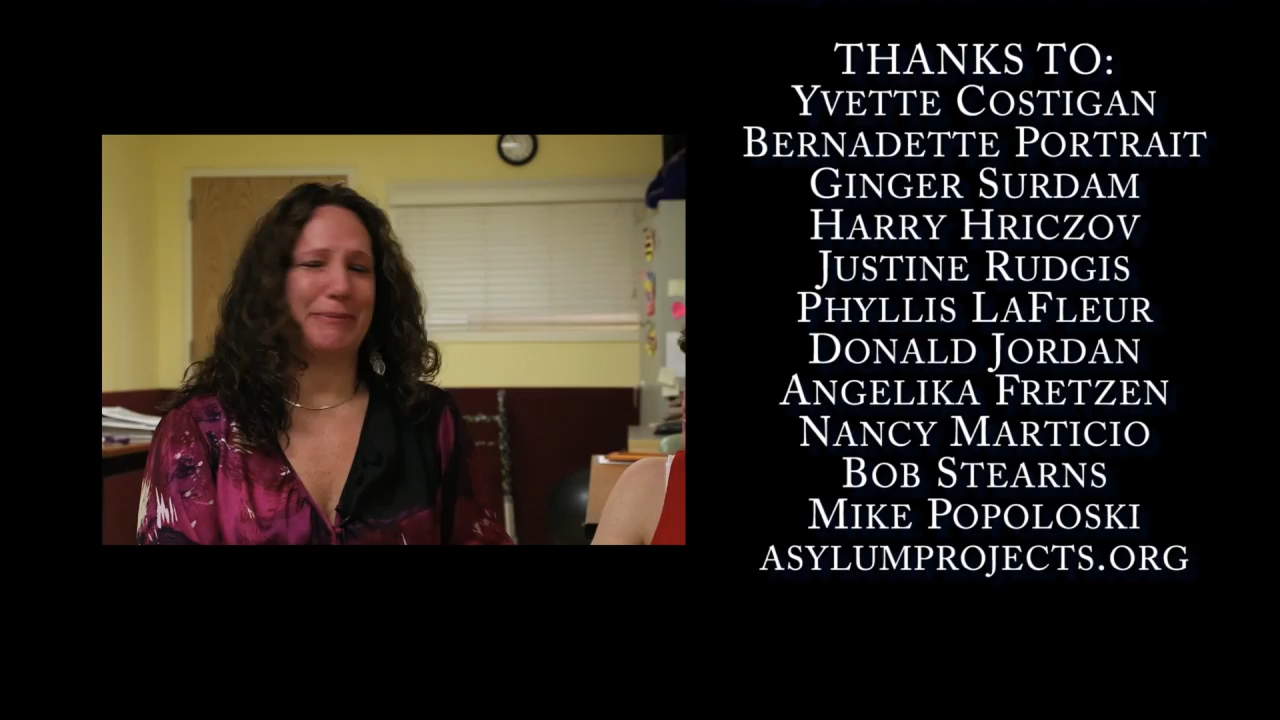 THANKS TO:
YVETTE COSTIGAN
BERNADETTE PORTRAIT
GINGER SURDAM
HARRY HRICZOV
JUSTINE RUDGIS
PHYLLIS LAFLEUR
DONALD JORDAN
ANGELIKA FRETZEN
NANCY MARTICIO
BOB STEARNS
MIKE POPOLOSKI
ASYLUMPROJECTS.ORG